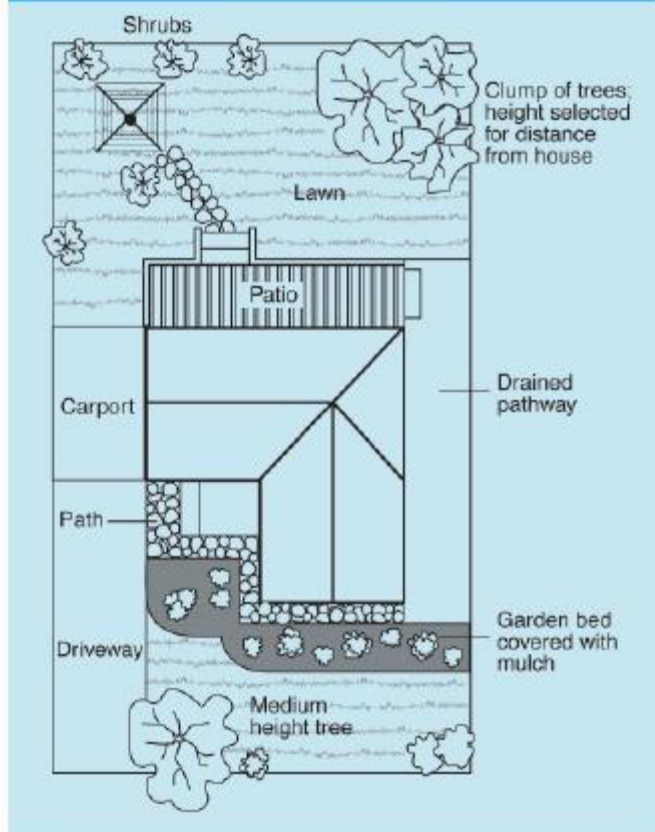 Shrubs
Clump of trees;
height selected
for distance
from house
Lawn
Patio
Carport
Drained
pathway
Path
Driveway
Garden bed
covered with
mulch
Medium
height tree